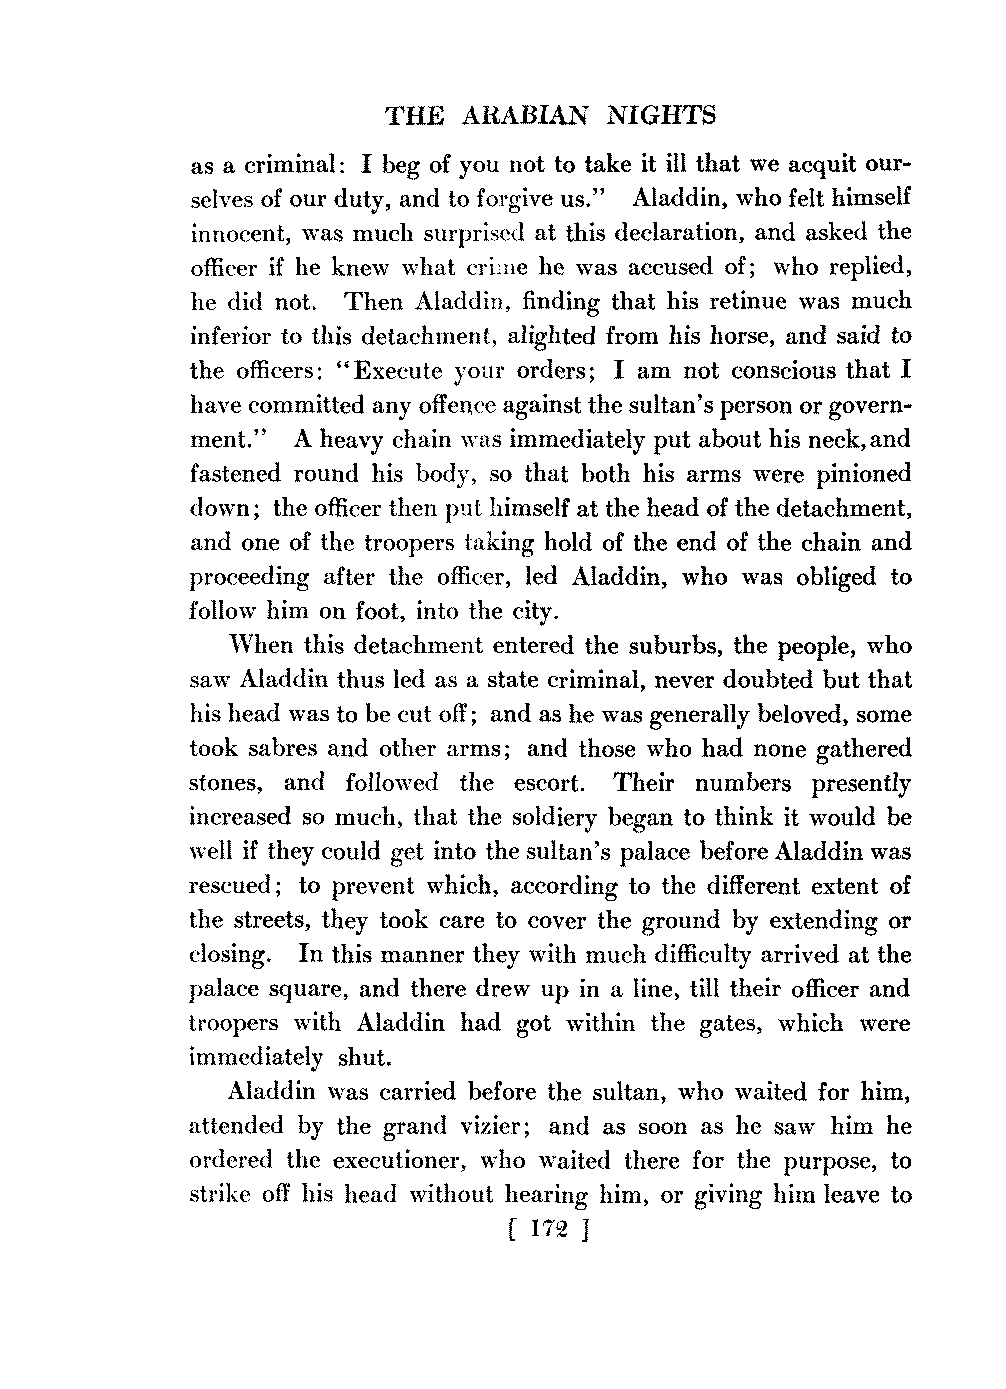 THE ARABIAN NIGHTS
as a criminal: I beg of you not to take it ill that we acquit our-
selves of our duty, and to forgive us.” Aladdin, who felt himself
innocent, was much surprised at this declaration, and asked the
officer if he knew what crime he was accused of; who replied,
he did not. Then Aladdin, finding that his retinue was much
inferior to this detachment, alighted from his horse, and said to
the officers: “Execute your orders; I am not conscious that I
have committed any offence against the sultan’s person or govern-
ment.” A heavy chain was immediately put about his neck, and
fastened round his body, so that both his arms were pinioned
down; the officer then put himself at the head of the detachment,
and one of the troopers taking hold of the end of the chain and
proceeding after the officer, led Aladdin, who was obliged to
follow him on foot, into the city.
When this detachment entered the suburbs, the people, who
saw Aladdin thus led as a state criminal, never doubted but that
his head was to be cut off; and as he was generally beloved, some
took sabres and other arms; and those who had none gathered
stones, and followed the escort. Their numbers presently
increased so much, that the soldiery began to think it would be
well if they could get into the sultan’s palace before Aladdin was
rescued; to prevent which, according to the different extent of
the streets, they took care to cover the ground by extending or
closing. In this manner they with much difficulty arrived at the
palace square, and there drew up in a line, till their officer and
troopers with Aladdin had got within the gates, which were
immediately shut.
Aladdin was carried before the sultan, who waited for him,
attended by the grand vizier; and as soon as he saw him he
ordered the executioner, who waited there for the purpose, to
strike off his head without hearing him, or giving him leave to
[ 172 ]